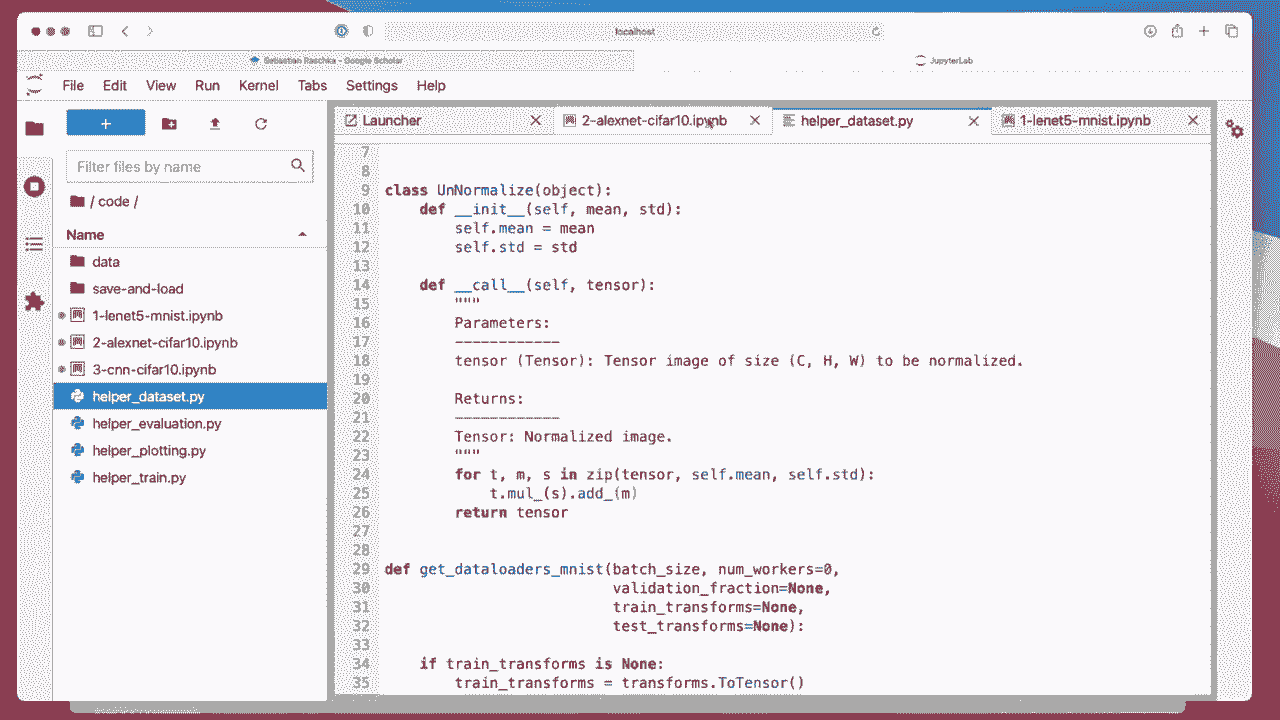 localhost
Sebastian Raschka - Google Scholar
JupyterLab
File Edit View Run Kernel Tabs Settings Help
Launcher
2-alexnet-cifar10.ipynb
helper_dataset.py
1-lenet5-mnist.ipynb
+
Filter files by name
/ code /
Name
data
save-and-load
1-lenet5-mnist.ipynb
2-alexnet-cifar10.ipynb
3-cnn-cifar10.ipynb
helper_dataset.py
helper_evaluation.py
helper_plotting.py
helper_train.py
7
8
9 class UnNormalize(object):
10 def __init__(self, mean, std):
11 self.mean = mean
12 self.std = std
13
14 def __call__(self, tensor):
15 """
16 Parameters:
17 ------------
18 tensor (Tensor): Tensor image of size (C, H, W) to be normalized.
19
20 Returns:
21 ------------
22 Tensor: Normalized image.
23 """
24 for t, m, s in zip(tensor, self.mean, self.std):
25 t.mul_(s).add_(m)
26 return tensor
27
28
29 def get_dataloaders_mnist(batch_size, num_workers=0,
30 validation_fraction=None,
31 train_transforms=None,
32 test_transforms=None):
33
34 if train_transforms is None:
35 train_transforms = transforms.ToTensor()